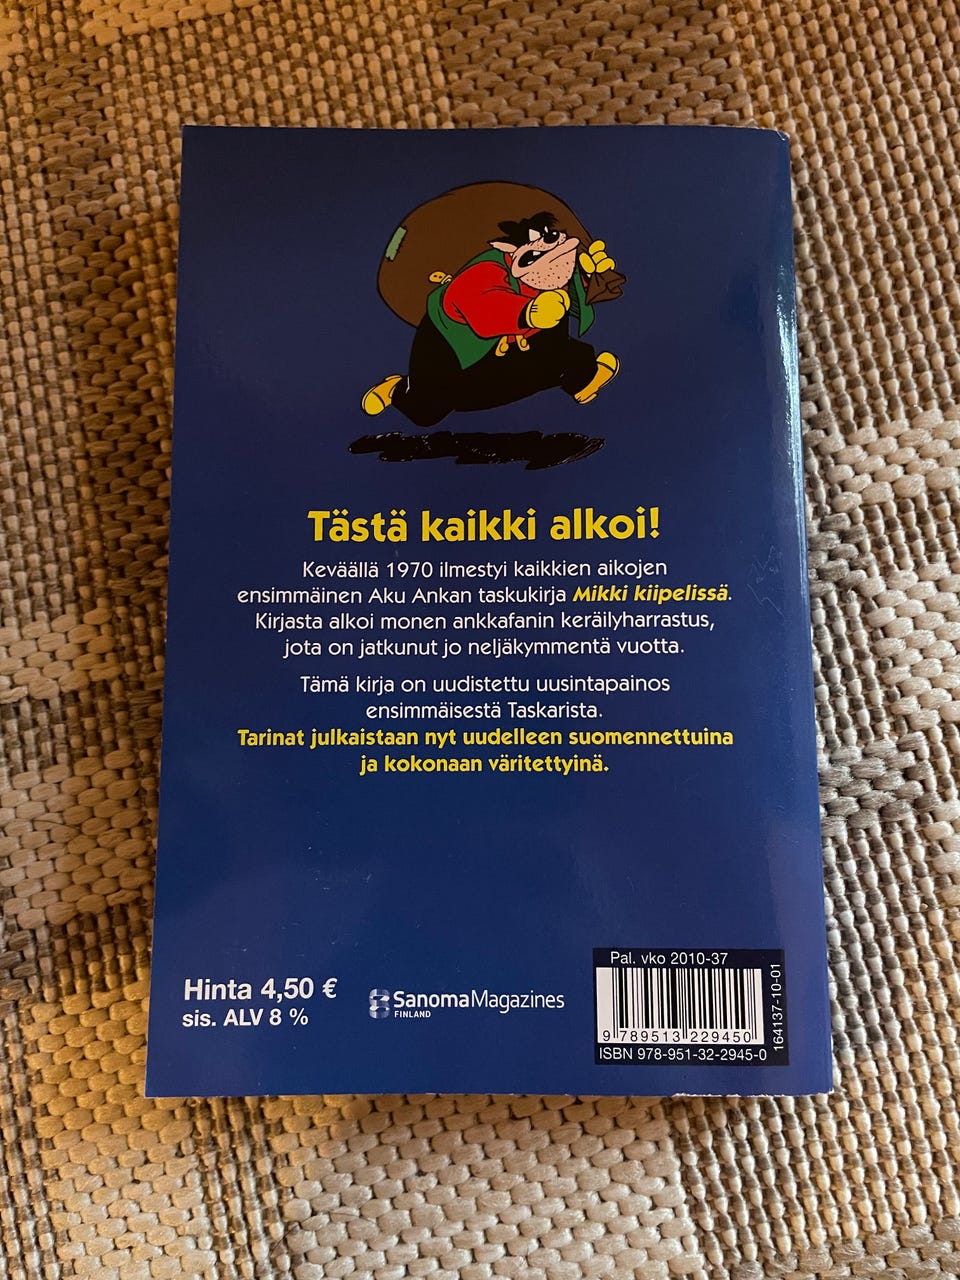 Tästä kaikki alkoi!
Keväällä 1970 ilmestyi kaikkien aikojen
ensimmäinen Aku Ankan taskukirja Mikki kiipelissä.
Kirjasta alkoi monen ankkafanin keräilyharrastus,
jota on jatkunut jo neljäkymmentä vuotta.
Tämä kirja on uudistettu uusintapainos
ensimmäisestä Taskarista.
Tarinat julkaistaan nyt uudelleen suomennettuina
ja kokonaan väritettyinä.
Hinta 4,50 €
sis. ALV 8 %
SanomaMagazines
FINLAND
Pal. vko 2010-37
9 789513 229450
ISBN 978-951-32-2945-0
164137-10-01